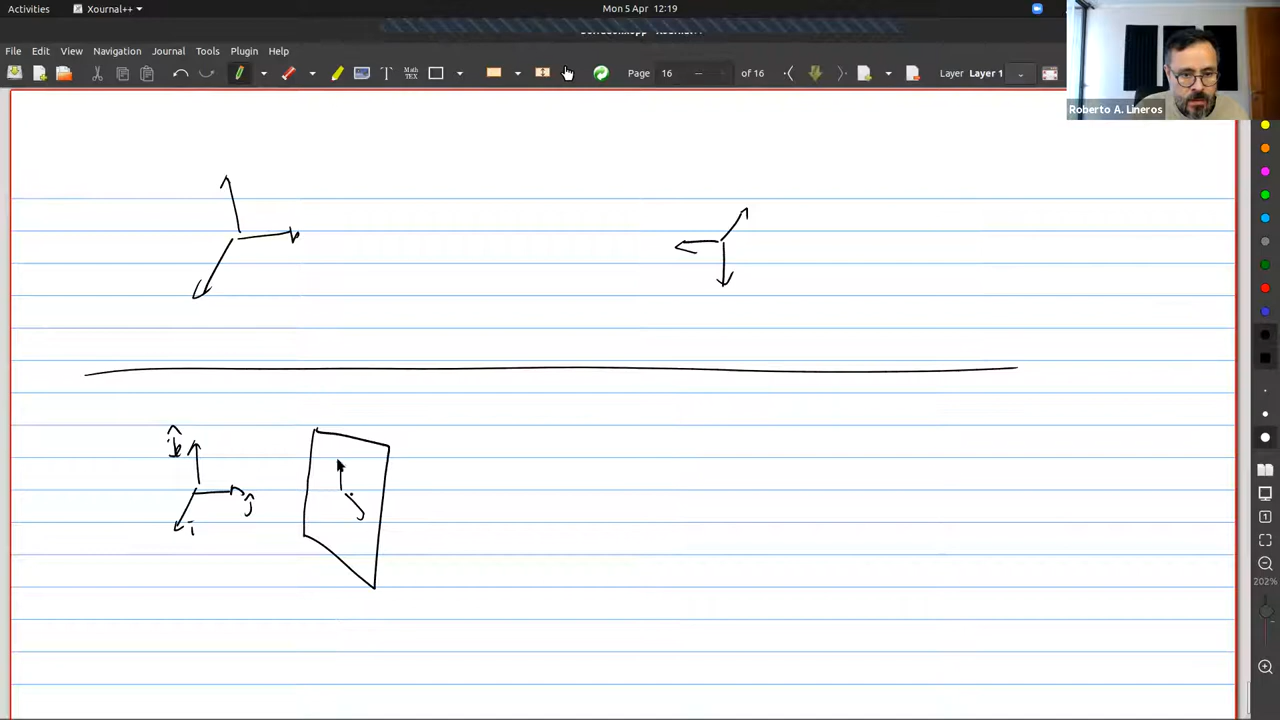 Activities
Xournal++
Mon 5 Apr 12:19
File Edit View Navigation Journal Tools Plugin Help
Page 16 of 16
Layer Layer 1
Roberto A. Lineros
k̂
ĵ
i
j
202%